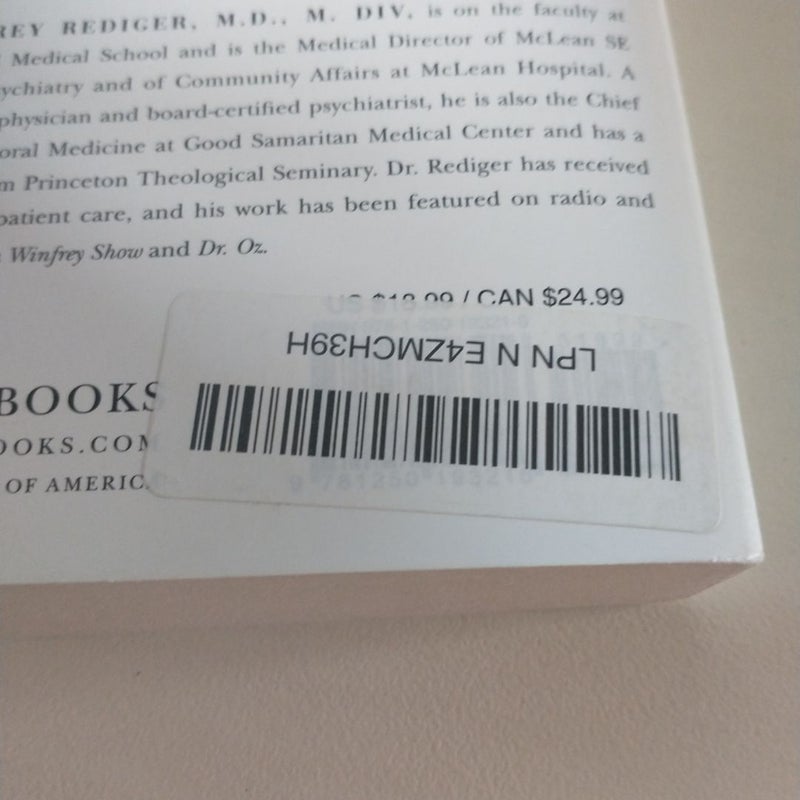 REY REDIGER, M.D., M. DIV, is on the faculty at
Medical School and is the Medical Director of McLean SE
ychiatry and of Community Affairs at McLean Hospital. A
physician and board-certified psychiatrist, he is also the Chief
oral Medicine at Good Samaritan Medical Center and has a
m Princeton Theological Seminary. Dr. Rediger has received
patient care, and his work has been featured on radio and
Winfrey Show and Dr. Oz.
US $18.99 / CAN $24.99
LPN N E4ZMCH39H
BOOKS
OOKS.COM
OF AMERICA